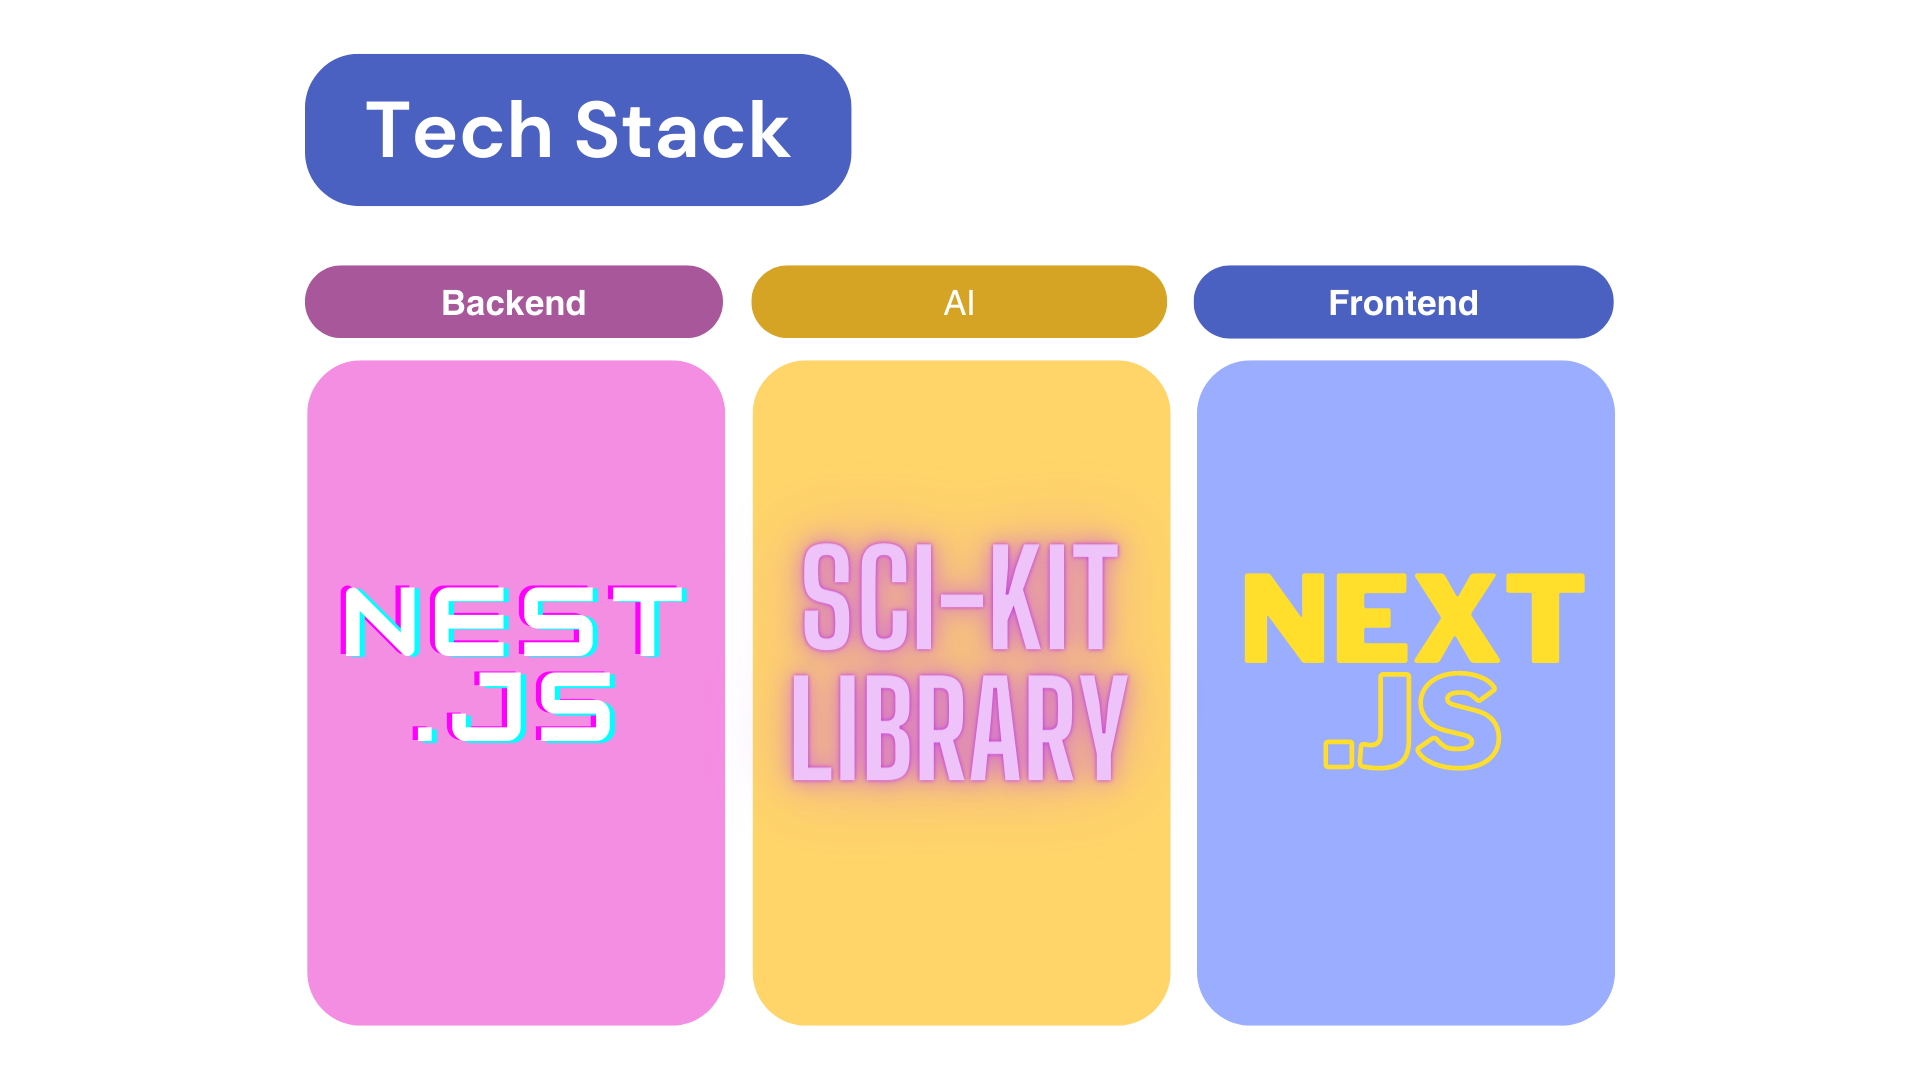 Tech Stack
Backend
AI
Frontend
NEST
.JS
SCI-KIT
LIBRARY
NEXT
.JS